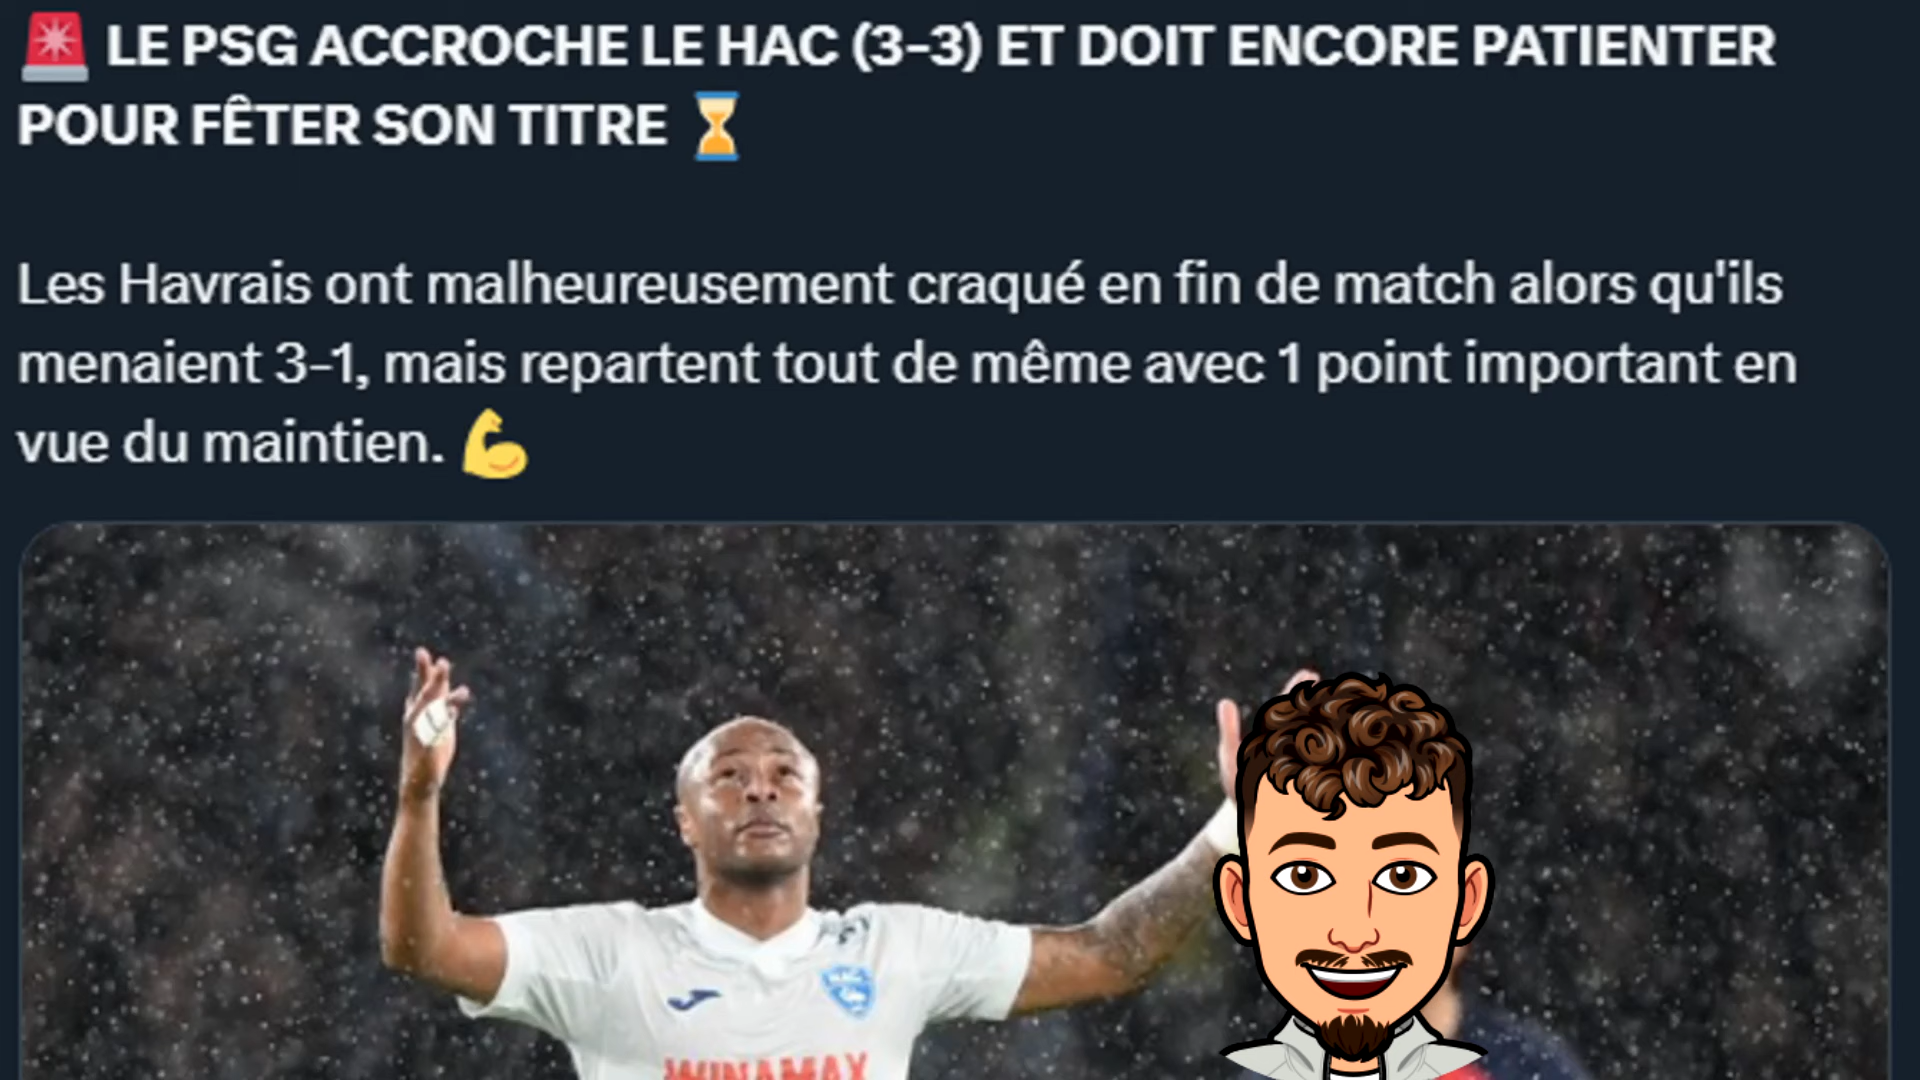 🚨 LE PSG ACCROCHE LE HAC (3-3) ET DOIT ENCORE PATIENTER
POUR FÊTER SON TITRE ⏳
Les Havrais ont malheureusement craqué en fin de match alors qu'ils
menaient 3-1, mais repartent tout de même avec 1 point important en
vue du maintien. 💪
HAC
WINAMAX